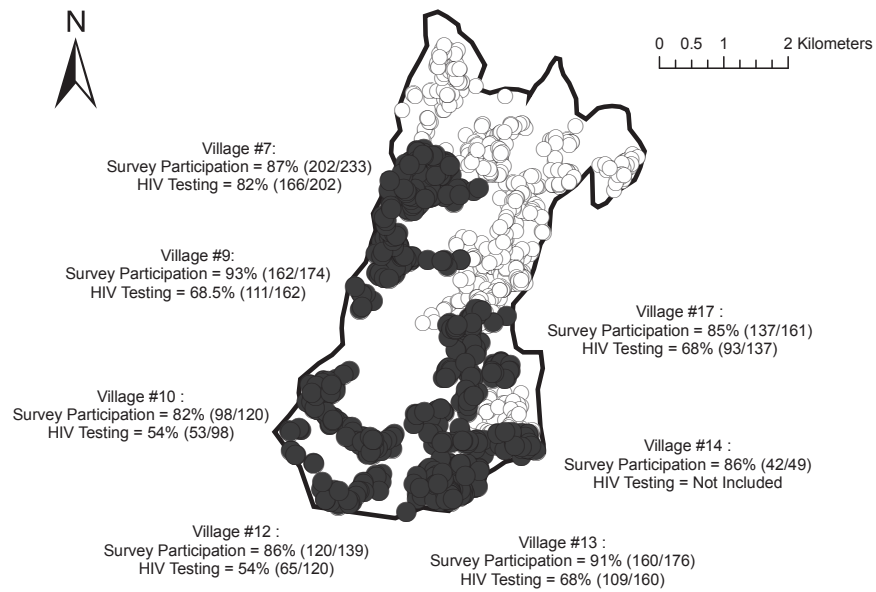 N
0 0.5 1 2 Kilometers
Village #7:
Survey Participation = 87% (202/233)
HIV Testing = 82% (166/202)
Village #9:
Survey Participation = 93% (162/174)
HIV Testing = 68.5% (111/162)
Village #17 :
Survey Participation = 85% (137/161)
HIV Testing = 68% (93/137)
Village #10 :
Survey Participation = 82% (98/120)
HIV Testing = 54% (53/98)
Village #14 :
Survey Participation = 86% (42/49)
HIV Testing = Not Included
Village #12 :
Survey Participation = 86% (120/139)
HIV Testing = 54% (65/120)
Village #13 :
Survey Participation = 91% (160/176)
HIV Testing = 68% (109/160)